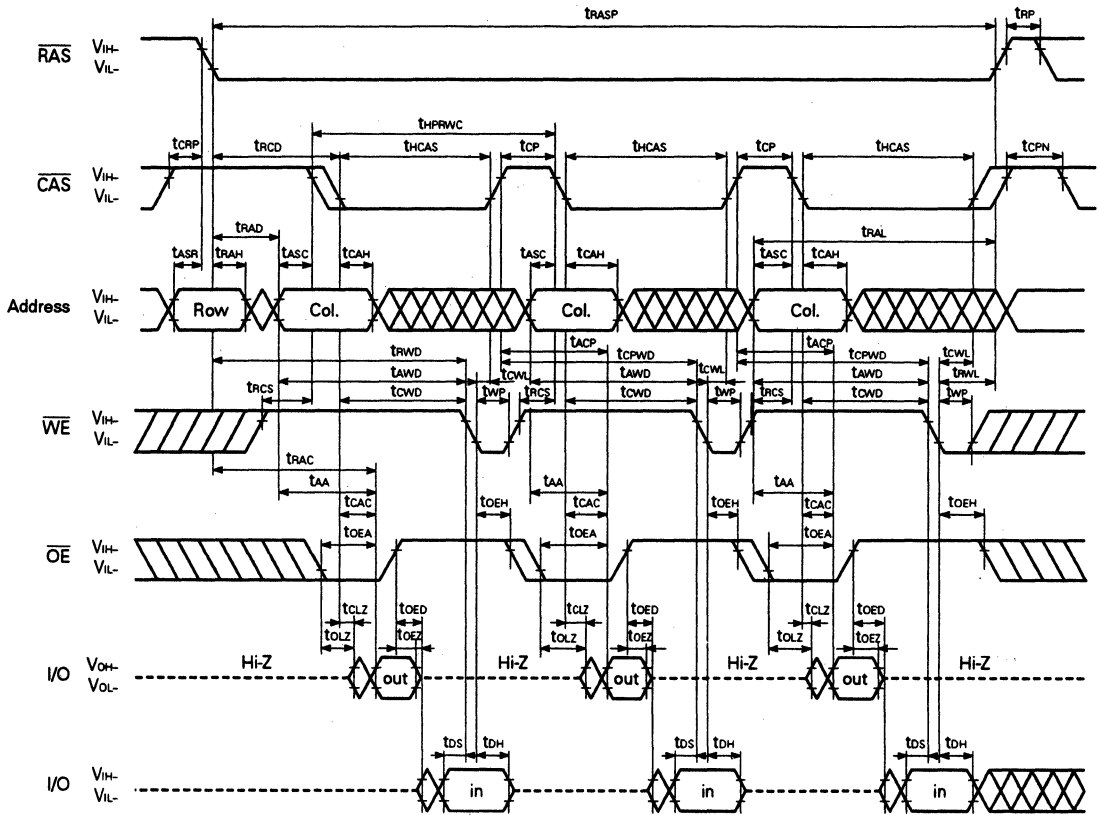 tRASP tRP
RAS VIH-
VIL-
tHPRWC
tCRP tRCD tHCAS tCP tHCAS tCP tHCAS tCPN
CAS VIH-
VIL-
tRAD tRAL
tASR tRAH tASC tCAH tASC tCAH tASC tCAH
Address VIH-
VIL-
Row Col. Col. Col.
tRWD tACP tCPWD tACP tCPWD tCWL
tAWD tCWL tAWD tCWL tAWD tRWL
tRCS tCWD tWP tRCS tCWD tWP tRCS tCWD tWP
WE VIH-
VIL-
tRAC
tAA tAA tAA
tCAC tOEH tCAC tOEH tCAC tOEH
tOEA tOEA tOEA
OE VIH-
VIL-
tCLZ tOED tCLZ tOED tCLZ tOED
tOLZ tOEZ tOLZ tOEZ tOLZ tOEZ
I/O VOH-
VOL-
Hi-Z out Hi-Z out Hi-Z out Hi-Z
tDS tDH tDS tDH tDS tDH
I/O VIH-
VIL-
in in in